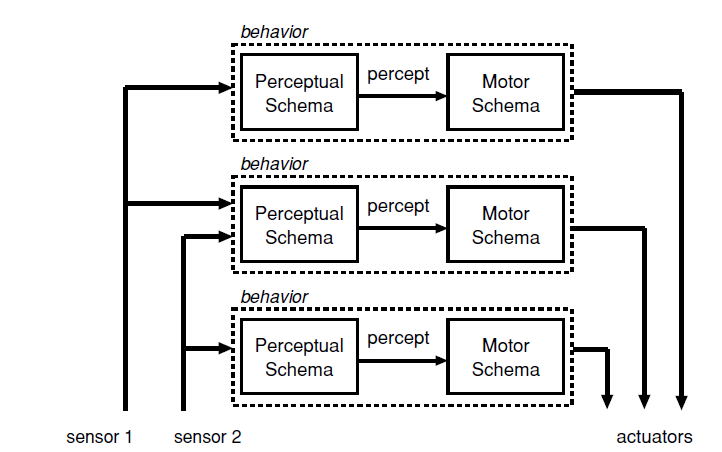 behavior
Perceptual
Schema
percept
Motor
Schema
behavior
Perceptual
Schema
percept
Motor
Schema
behavior
Perceptual
Schema
percept
Motor
Schema
sensor 1
sensor 2
actuators